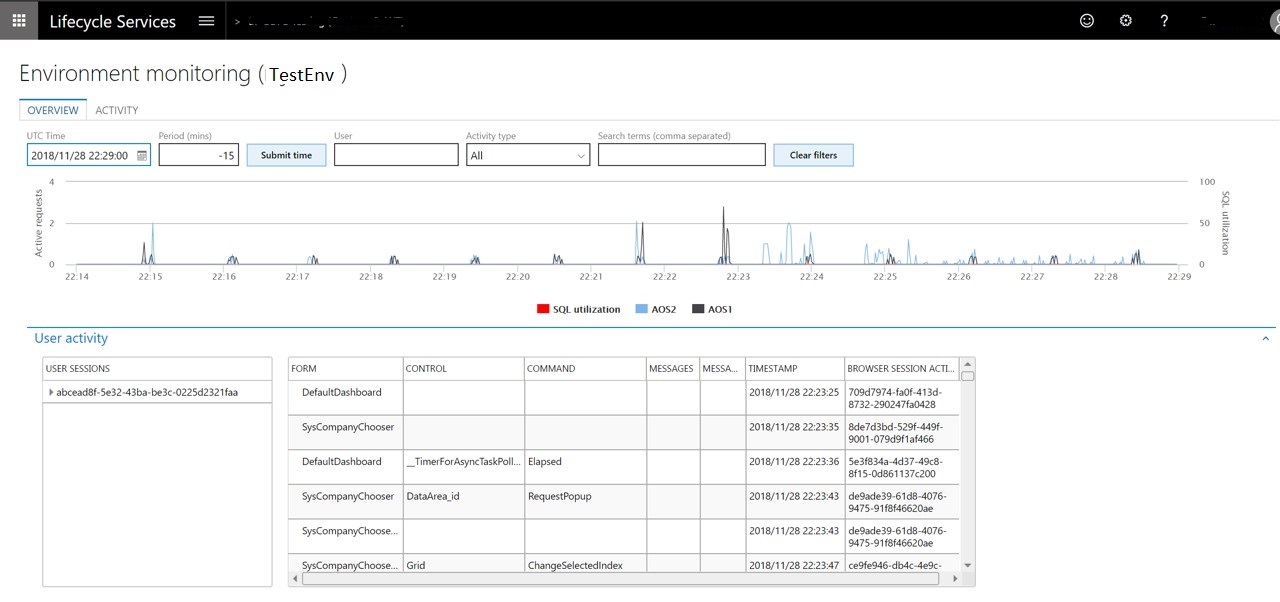 Lifecycle Services
>
?
Environment monitoring ( TestEnv )
OVERVIEW ACTIVITY
UTC Time Period (mins) User Activity type Search terms (comma separated)
2018/11/28 22:29:00 -15 Submit time All Clear filters
4 100
2 50
0 0
Active requests
SQL utilization
22:14 22:15 22:16 22:17 22:18 22:19 22:20 22:21 22:22 22:23 22:24 22:25 22:26 22:27 22:28 22:29
SQL utilization AOS2 AOS1
User activity
USER SESSIONS
abcead8f-5e32-43ba-be3c-0225d2321faa
FORM CONTROL COMMAND MESSAGES MESSA... TIMESTAMP BROWSER SESSION ACTI...
DefaultDashboard 2018/11/28 22:23:25 709d7974-fa0f-413d-
8732-290247fa0428
SysCompanyChooser 2018/11/28 22:23:35 8de7d3bd-529f-449f-
9001-079d9f1af466
DefaultDashboard __TimerForAsyncTaskPoll... Elapsed 2018/11/28 22:23:36 5e3f834a-4d37-49c8-
8f15-0d861137c200
SysCompanyChooser DataArea_id RequestPopup 2018/11/28 22:23:43 de9ade39-61d8-4076-
9475-91f8f46620ae
SysCompanyChoose... 2018/11/28 22:23:43 de9ade39-61d8-4076-
9475-91f8f46620ae
SysCompanyChoose... Grid ChangeSelectedIndex 2018/11/28 22:23:47 ce9fe946-db4c-4e9c-